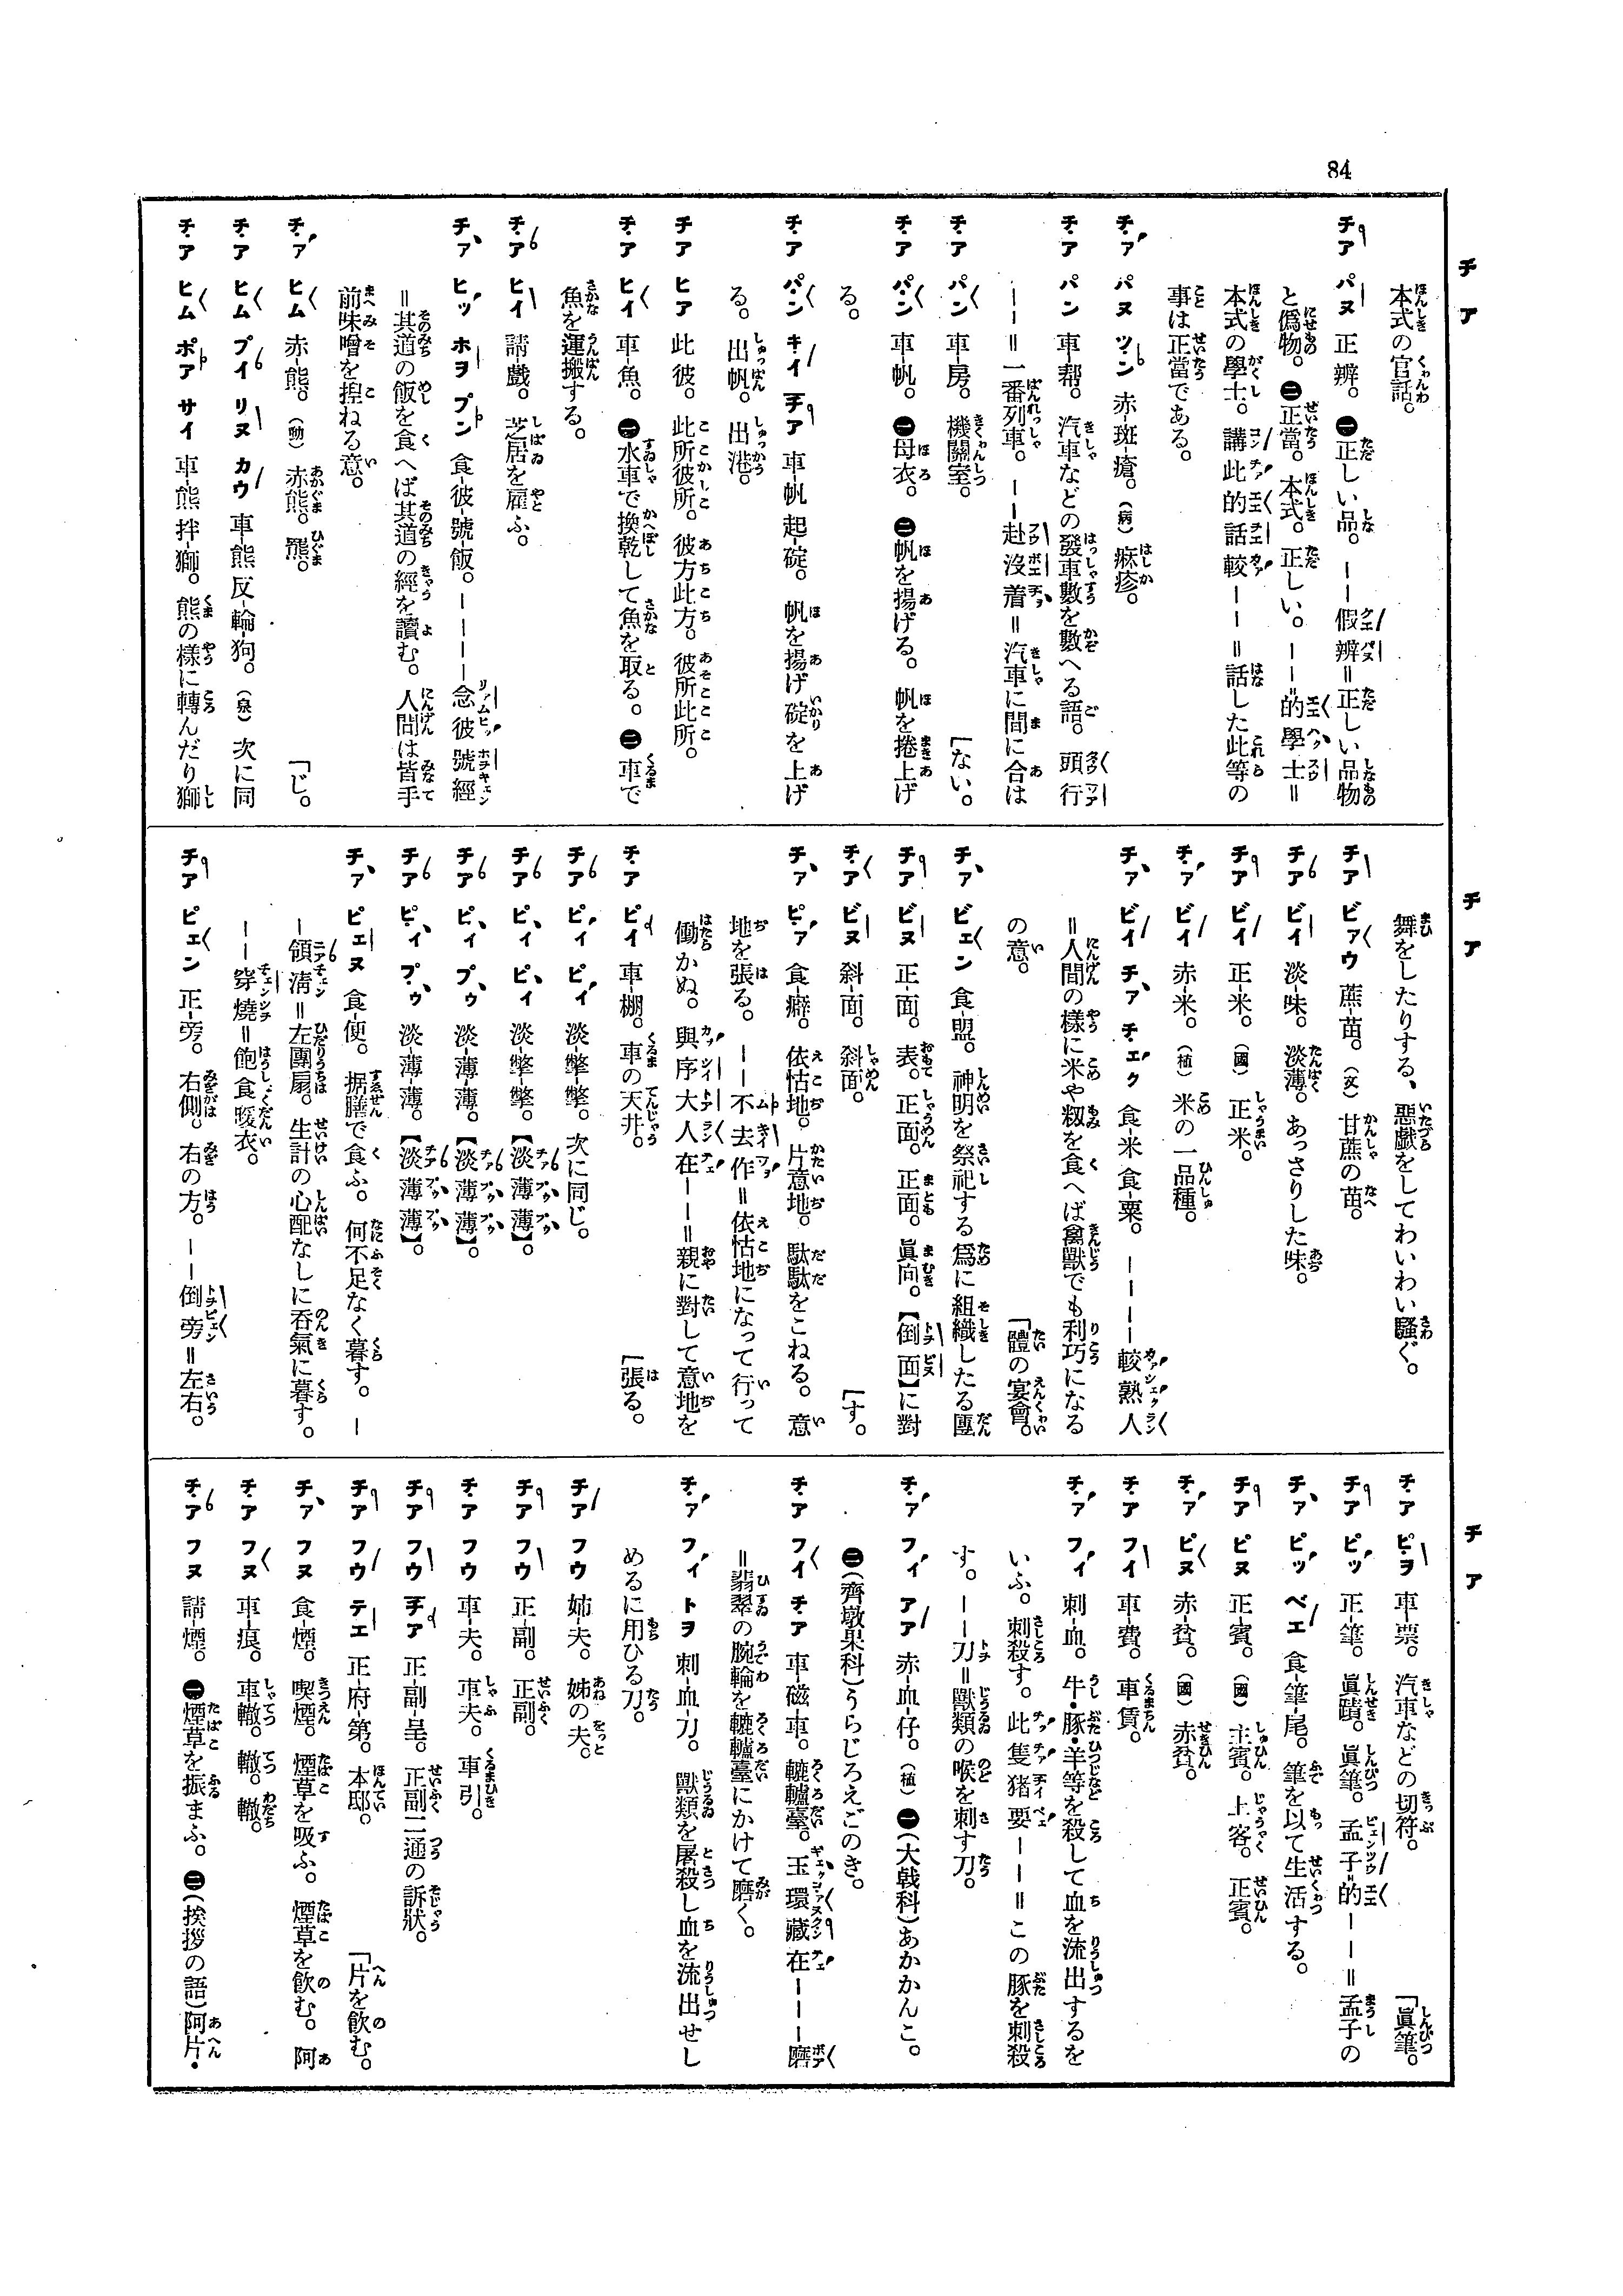 84
チア
本式の官話。
チア パヌ 正辨。㊀正しい品。——假辨＝正しい品物
と僞物。㊁正當。本式。正しい。——的學士＝
本式の學士。講此的話較——＝話した此等の
事は正當である。
チァ パヌ ツン 赤-斑-瘡。（病）痳疹。
チア パン 車帮。汽車などの發車數を數へる語。頭行
——＝一番列車。——赴沒着＝汽車に間に合は
チア パン 車房。機關室。「ない。
チア パン 車-帆。㊀母衣。㊁帆を揚げる。帆を捲上げ
る。
チア パン キイ チア 車-帆 起-碇。帆を揚げ碇を上げ
る。出帆。出港。
チア ヒア 此彼。此所彼所。彼方此方。彼所此所。
チア ヒイ 車魚。㊀水車で換乾して魚を取る。㊁車で
魚を運搬する。
チア ヒイ 請戲。芝居を雇ふ。
チァ ヒッ ホヲ プン 食-彼-號-飯。————念彼號經
＝其道の飯を食へば其道の經を讀む。人間は皆手
前味噌を捏ねる意。
チァ ヒム 赤-熊。（動）赤熊。羆。「じ。
チア ヒム プイ リヌ カウ 車-熊 反-輪-狗。（泉）次に同
チア ヒム ポア サイ 車-熊 拌-獅。熊の樣に轉んだり獅
チア
舞をしたりする、惡戲をしてわいわい騷ぐ。
チア ビァウ 蔗-苗。（文）甘蔗の苗。
チア ビイ 淡-味。淡薄。あっさりした味。
チア ビイ 正-米。（國）正米。
チァ ビイ 赤-米。（植）米の一品種。
チァ ビイ チァ チェク 食-米 食-粟。————較熟人
＝人間の樣に米や籾を食へば禽獸でも利巧になる
の意。「體の宴會。
チァ ビェン 食-盟。神明を祭祀する爲に組織したる團
チア ビヌ 正-面。表。正面。正面。眞向。【倒面】に對
チア ビヌ 斜-面。斜面。「す。
チァ ピァ 食-癖。依怙地。片意地。駄駄をこねる。意
地を張る。——不去作＝依怙地になって行って
働かぬ。與序大人在——＝親に對して意地を
チア ピイ 車-棚。車の天井。「張る。
チア ピィ ピィ 淡-𤺪-𤺪。次に同じ。
チア ピィ ピィ 淡-𤺪-𤺪。【淡薄薄】。
チア ピィ プゥ 淡-薄-薄。【淡薄薄】。
チア ピィ プゥ 淡-薄-薄。【淡薄薄】。
チァ ピェヌ 食-便。据膳で食ふ。何不足なく暮す。—
—領淸＝左團扇。生計の心配なしに呑氣に暮す。
——穿燒＝飽食暖衣。
チア ピェン 正-旁。右側。右の方。——倒旁＝左右。
チア
チア ピヲ 車-票。汽車などの切符。「眞筆。
チア ピッ 正-筆。眞蹟。眞筆。孟子的——＝孟子の
チァ ピッ ベエ 食-筆-尾。筆を以て生活する。
チア ピヌ 正賓。（國）主賓。上客。正賓。
チァ ピヌ 赤-貧。（國）赤貧。
チア フイ 車-費。車賃。
チァ フィ 刺-血。牛・豚・羊等を殺して血を流出するを
いふ。刺殺す。此隻猪要——＝この豚を刺殺
す。——刀＝獸類の喉を刺す刀。
チァ フィ アア 赤-血-仔。（植）㊀（大戟科）あかかんこ。
㊁（齊墩果科）うらじろえごのき。
チア フイ チア 車-磁-車。轆轤臺。玉環藏在———磨
＝翡翠の腕輪を轆轤臺にかけて磨く。
チァ フィ トヲ 刺-血-刀。獸類を屠殺し血を流出せし
めるに用ひる刀。
チア フウ 姊-夫。姊の夫。
チア フウ 正副。正副。
チア フウ 車-夫。車夫。車引。
チア フウ チア 正-副-呈。正副二通の訴狀。
チア フウ テエ 正-府-第。本邸。「片を飲む。
チァ フヌ 食-煙。喫煙。煙草を吸ふ。煙草を飲む。阿
チア フヌ 車-痕。車轍。轍。轍。
チア フヌ 請-煙。㊀煙草を振ま ふ。㊁（挨拶の語）阿片・